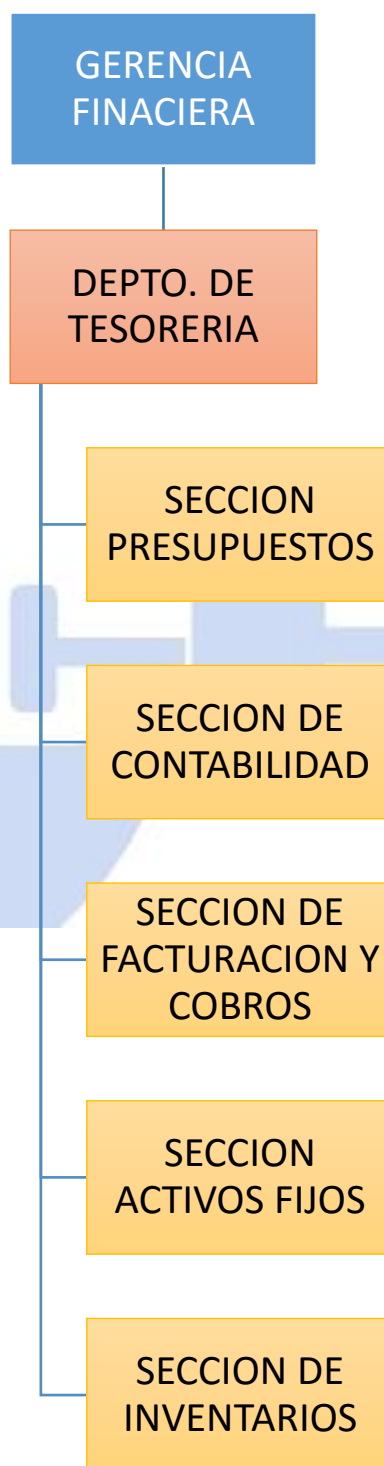 GERENCIA
FINACIERA
DEPTO. DE
TESORERIA
SECCION
PRESUPUESTOS
SECCION DE
CONTABILIDAD
SECCION DE
FACTURACION Y
COBROS
SECCION
ACTIVOS FIJOS
SECCION DE
INVENTARIOS